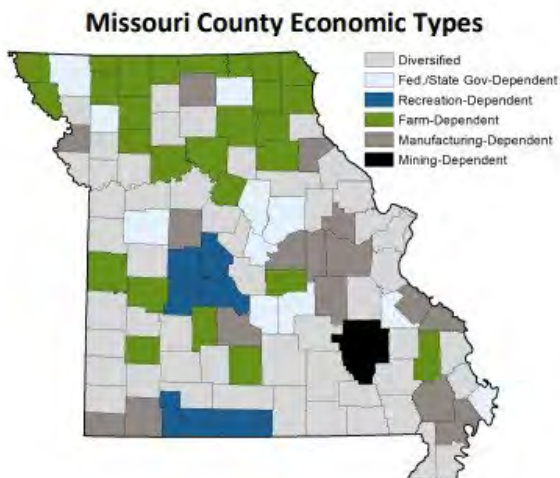 Missouri County Economic Types
Diversified
Fed./State Gov-Dependent
Recreation-Dependent
Farm-Dependent
Manufacturing-Dependent
Mining-Dependent